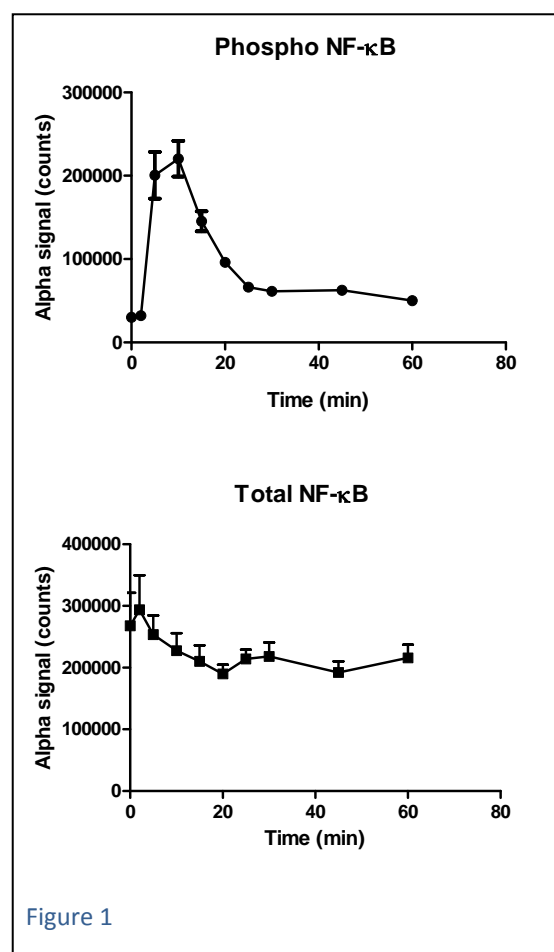 Phospho NF-κB
300000
200000
100000
0
Alpha signal (counts)
0 20 40 60 80
Time (min)
Total NF-κB
400000
300000
200000
100000
0
Alpha signal (counts)
0 20 40 60 80
Time (min)
Figure 1